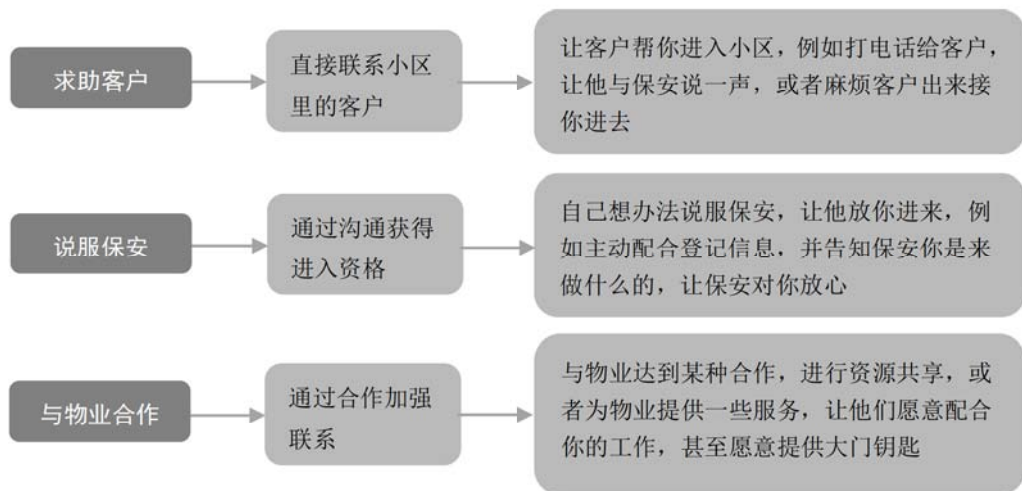 求助客户
直接联系小区
里的客户
让客户帮你进入小区，例如打电话给客户，
让他与保安说一声，或者麻烦客户出来接
你进去
说服保安
通过沟通获得
进入资格
自己想办法说服保安，让他放你进来，例
如主动配合登记信息，并告知保安你是来
做什么的，让保安对你放心
与物业合作
通过合作加强
联系
与物业达到某种合作，进行资源共享，或
者为物业提供一些服务，让他们愿意配合
你的工作，甚至愿意提供大门钥匙